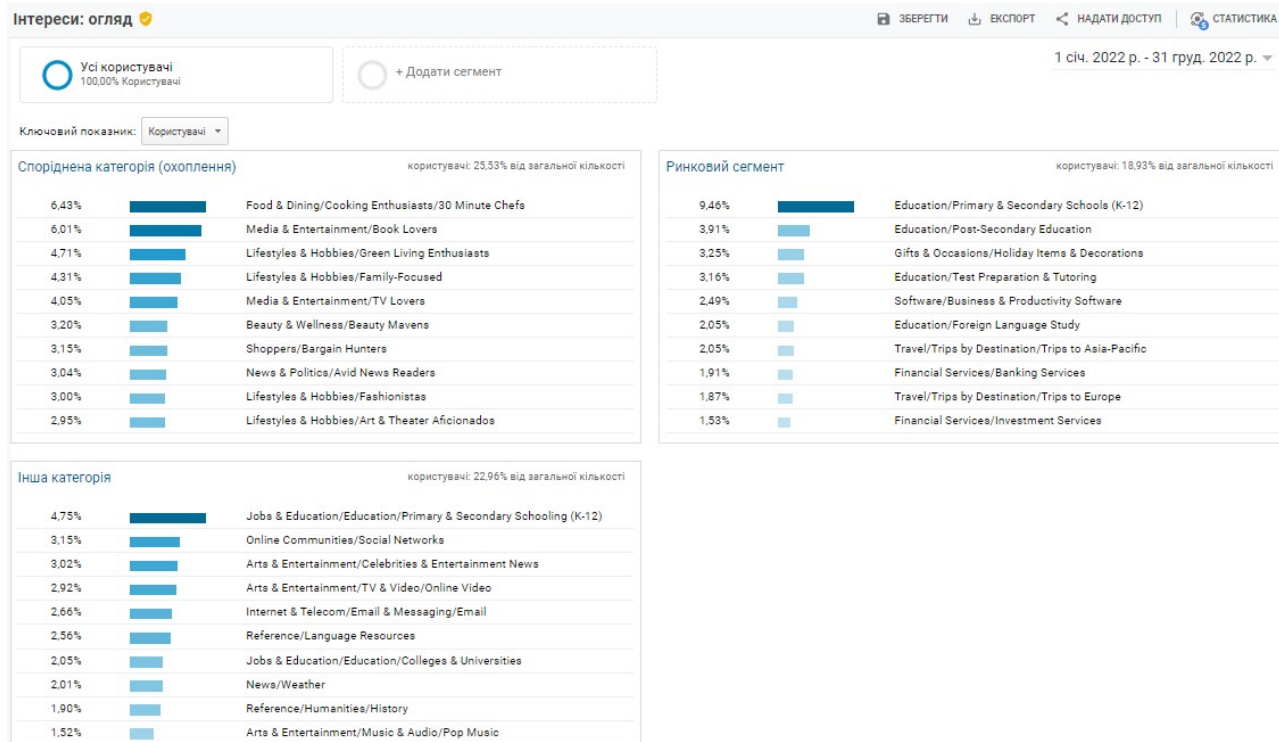 Інтереси: огляд
ЗБЕРЕГТИ ЕКСПОРТ НАДАТИ ДОСТУП СТАТИСТИКА
Усі користувачі
100,00% Користувачі
+ Додати сегмент
1 січ. 2022 р. - 31 груд. 2022 р.
Ключовий показник: Користувачі
Споріднена категорія (охоплення) користувачі: 25,53% від загальної кількості
6,43% Food & Dining/Cooking Enthusiasts/30 Minute Chefs
6,01% Media & Entertainment/Book Lovers
4,71% Lifestyles & Hobbies/Green Living Enthusiasts
4,31% Lifestyles & Hobbies/Family-Focused
4,05% Media & Entertainment/TV Lovers
3,20% Beauty & Wellness/Beauty Mavens
3,15% Shoppers/Bargain Hunters
3,04% News & Politics/Avid News Readers
3,00% Lifestyles & Hobbies/Fashionistas
2,95% Lifestyles & Hobbies/Art & Theater Aficionados
Ринковий сегмент користувачі: 18,93% від загальної кількості
9,46% Education/Primary & Secondary Schools (K-12)
3,91% Education/Post-Secondary Education
3,25% Gifts & Occasions/Holiday Items & Decorations
3,16% Education/Test Preparation & Tutoring
2,49% Software/Business & Productivity Software
2,05% Education/Foreign Language Study
2,05% Travel/Trips by Destination/Trips to Asia-Pacific
1,91% Financial Services/Banking Services
1,87% Travel/Trips by Destination/Trips to Europe
1,53% Financial Services/Investment Services
Інша категорія користувачі: 22,96% від загальної кількості
4,75% Jobs & Education/Education/Primary & Secondary Schooling (K-12)
3,15% Online Communities/Social Networks
3,02% Arts & Entertainment/Celebrities & Entertainment News
2,92% Arts & Entertainment/TV & Video/Online Video
2,66% Internet & Telecom/Email & Messaging/Email
2,56% Reference/Language Resources
2,05% Jobs & Education/Education/Colleges & Universities
2,01% News/Weather
1,90% Reference/Humanities/History
1,52% Arts & Entertainment/Music & Audio/Pop Music